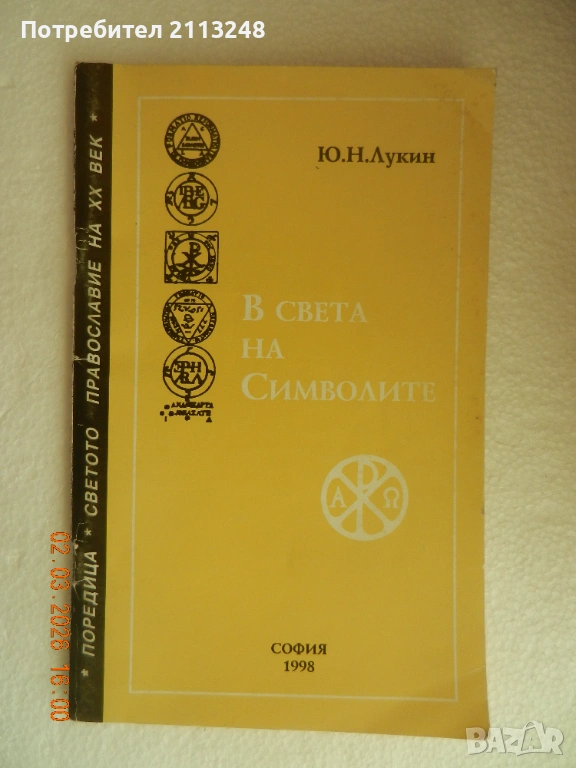 Потребител 2113248
* ПОРЕДИЦА * СВЕТОТО ПРАВОСЛАВИЕ НА XX ВЕК *
Ю.Н.Лукин
В СВЕТА
НА
СИМВОЛИТЕ
Α Ω
СОФИЯ
1998
02.03.2026 16:00
BAZAR